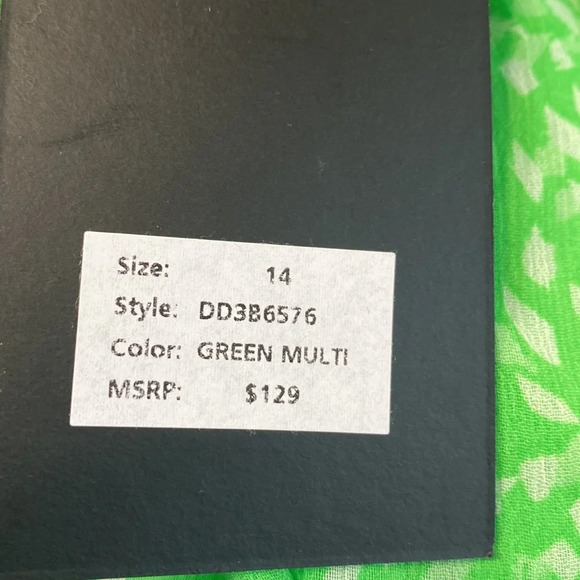 Size: 14
Style: DD3B6576
Color: GREEN MULTI
MSRP: $129